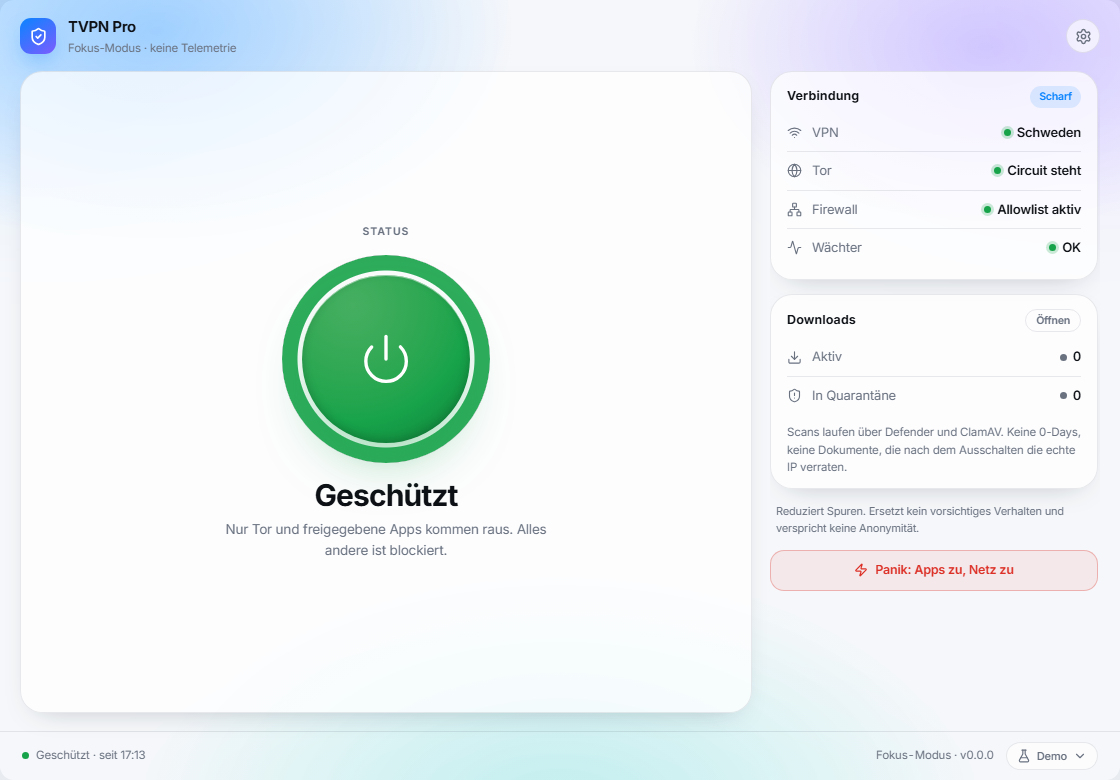 TVPN Pro
Fokus-Modus · keine Telemetrie
STATUS
Geschützt
Nur Tor und freigegebene Apps kommen raus. Alles
andere ist blockiert.
Verbindung
Scharf
VPN
Schweden
Tor
Circuit steht
Firewall
Allowlist aktiv
Wächter
OK
Downloads
Öffnen
Aktiv
0
In Quarantäne
0
Scans laufen über Defender und ClamAV. Keine 0-Days,
keine Dokumente, die nach dem Ausschalten die echte
IP verraten.
Reduziert Spuren. Ersetzt kein vorsichtiges Verhalten und
verspricht keine Anonymität.
Panik: Apps zu, Netz zu
Geschützt · seit 17:13
Fokus-Modus · v0.0.0
Demo